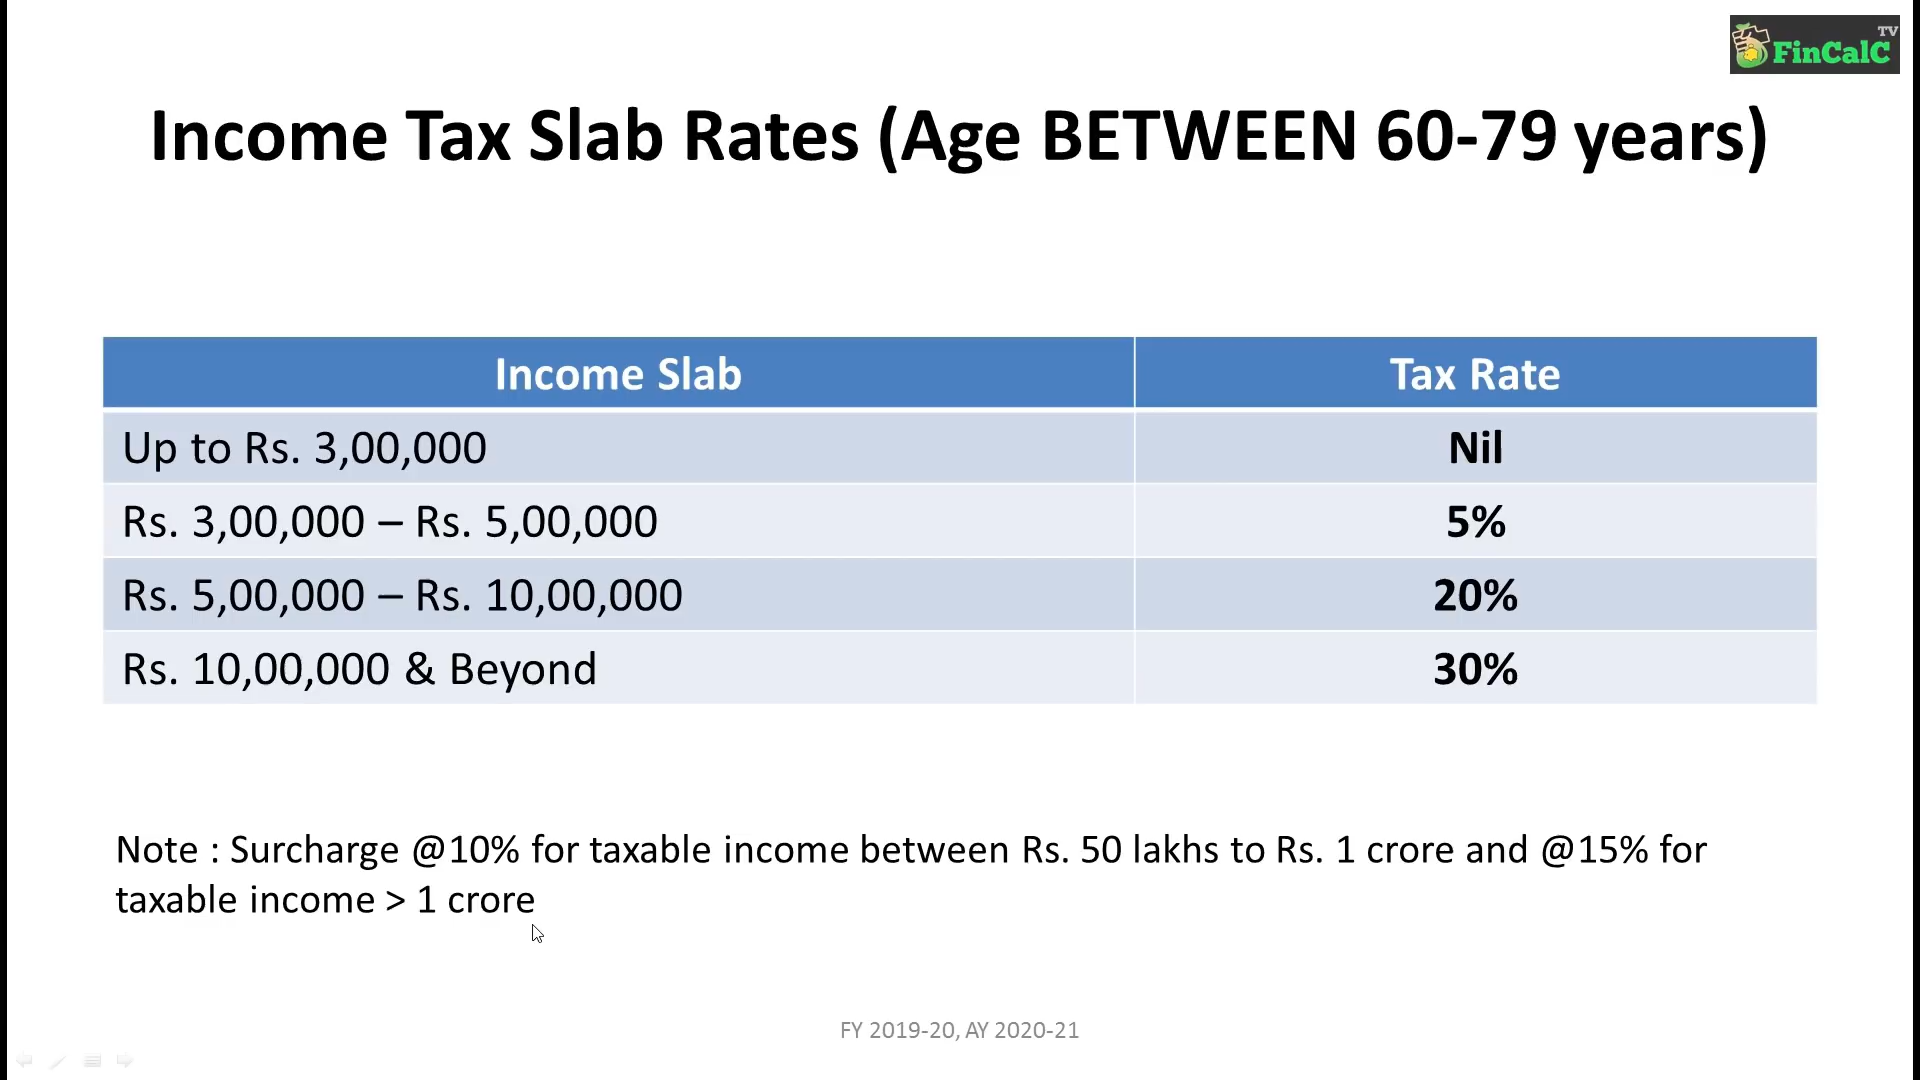 TV
FinCalC
Income Tax Slab Rates (Age BETWEEN 60-79 years)
Income Slab Tax Rate
Up to Rs. 3,00,000 Nil
Rs. 3,00,000 – Rs. 5,00,000 5%
Rs. 5,00,000 – Rs. 10,00,000 20%
Rs. 10,00,000 & Beyond 30%
Note : Surcharge @10% for taxable income between Rs. 50 lakhs to Rs. 1 crore and @15% for
taxable income > 1 crore
FY 2019-20, AY 2020-21